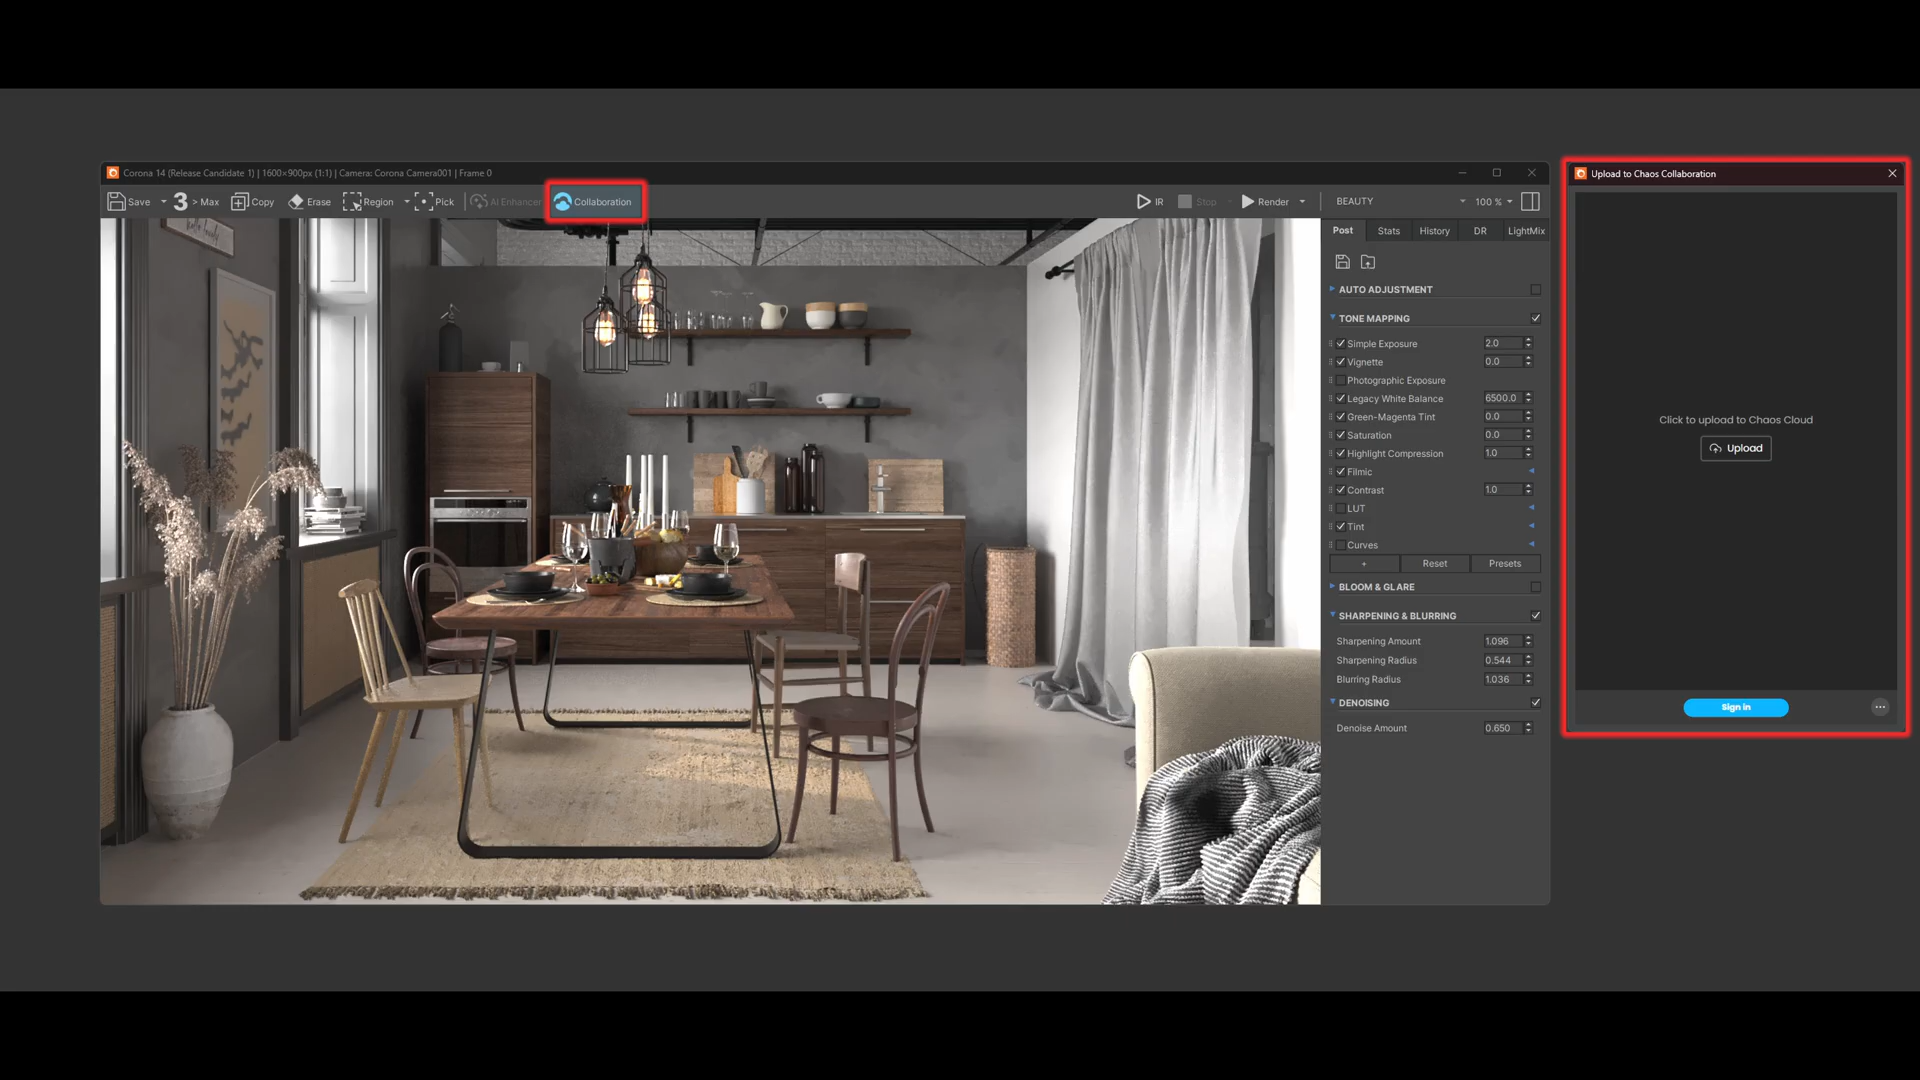 Corona 14 (Release Candidate 1) | 1600×900px (1:1) | Camera: Corona Camera001 | Frame 0
Save 3 > Max Copy Erase Region Pick AI Enhancer Collaboration IR Stop Render BEAUTY 100 %
Post Stats History DR LightMix
AUTO ADJUSTMENT
TONE MAPPING
Simple Exposure 2.0
Vignette 0.0
Photographic Exposure
Legacy White Balance 6500.0
Green-Magenta Tint 0.0
Saturation 0.0
Highlight Compression 1.0
Filmic
Contrast 1.0
LUT
Tint
Curves
+ Reset Presets
BLOOM & GLARE
SHARPENING & BLURRING
Sharpening Amount 1.096
Sharpening Radius 0.544
Blurring Radius 1.036
DENOISING
Denoise Amount 0.650
Upload to Chaos Collaboration
Click to upload to Chaos Cloud
Upload
Sign in